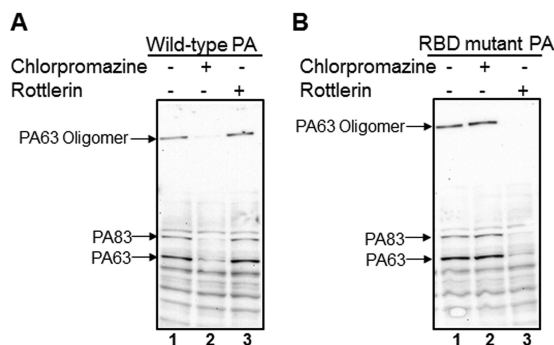 A
Wild-type PA
Chlorpromazine - + -
Rottlerin - - +
PA63 Oligomer
PA83
PA63
1 2 3
B
RBD mutant PA
Chlorpromazine - + -
Rottlerin - - +
PA63 Oligomer
PA83
PA63
1 2 3